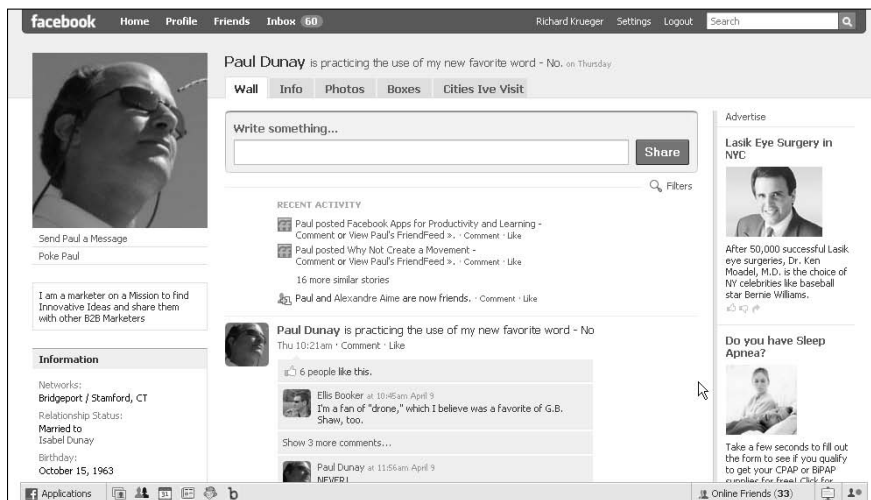 facebook Home Profile Friends Inbox 60 Richard Krueger Settings Logout Search
Paul Dunay is practicing the use of my new favorite word - No. on Thursday
Wall Info Photos Boxes Cities Ive Visit
Write something...
Share
Filters
RECENT ACTIVITY
Paul posted Facebook Apps for Productivity and Learning -
Comment or View Paul's FriendFeed ». · Comment · Like
Paul posted Why Not Create a Movement -
Comment or View Paul's FriendFeed ». · Comment · Like
16 more similar stories
Paul and Alexandre Aime are now friends. · Comment · Like
Paul Dunay is practicing the use of my new favorite word - No
Thu 10:21am · Comment · Like
6 people like this.
Ellis Booker at 10:45am April 9
I'm a fan of "drone," which I believe was a favorite of G.B.
Shaw, too.
Show 3 more comments...
Paul Dunay at 11:56am April 9
NEVER!
Send Paul a Message
Poke Paul
I am a marketer on a Mission to find
Innovative Ideas and share them
with other B2B Marketers
Information
Networks:
Bridgeport / Stamford, CT
Relationship Status:
Married to
Isabel Dunay
Birthday:
October 15, 1963
Advertise
Lasik Eye Surgery in
NYC
After 50,000 successful Lasik
eye surgeries, Dr. Ken
Moadel, M.D. is the choice of
NY celebrities like baseball
star Bernie Williams.
Do you have Sleep
Apnea?
Take a few seconds to fill out
the form to see if you qualify
to get your CPAP or BiPAP
supplies for free! Click for
Applications 31 Online Friends (33)